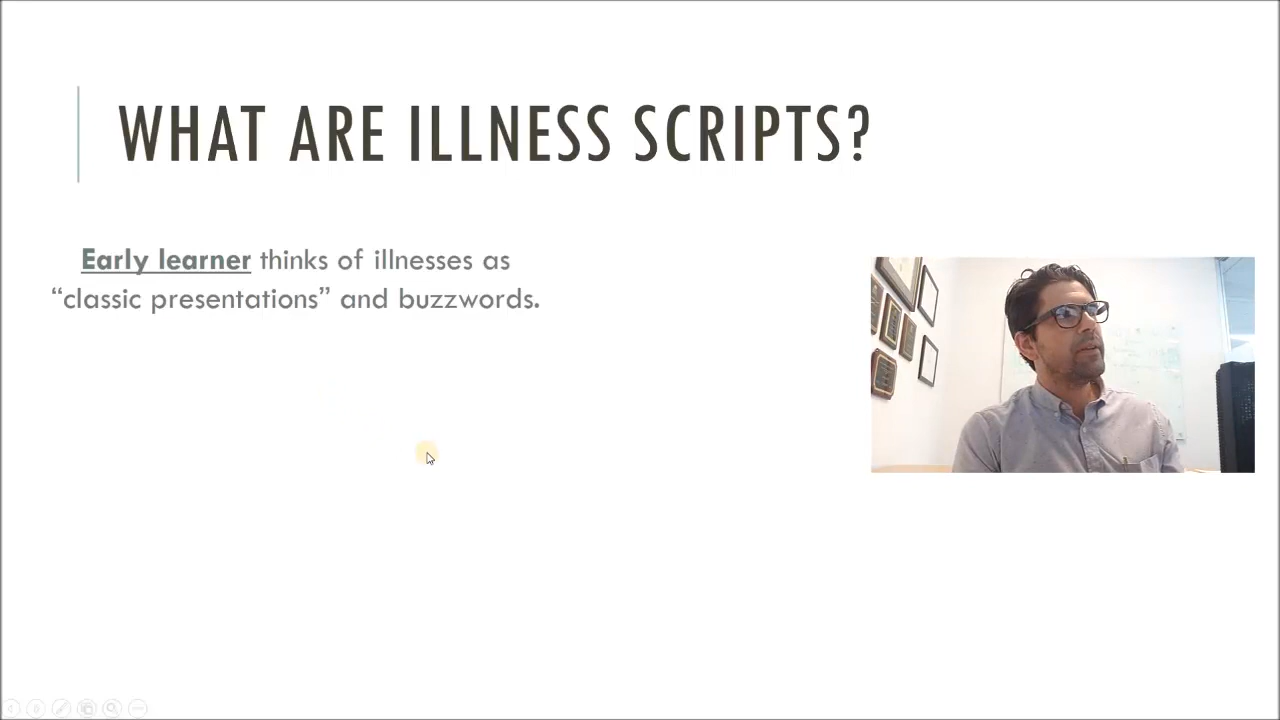 WHAT ARE ILLNESS SCRIPTS?
Early learner thinks of illnesses as
“classic presentations” and buzzwords.